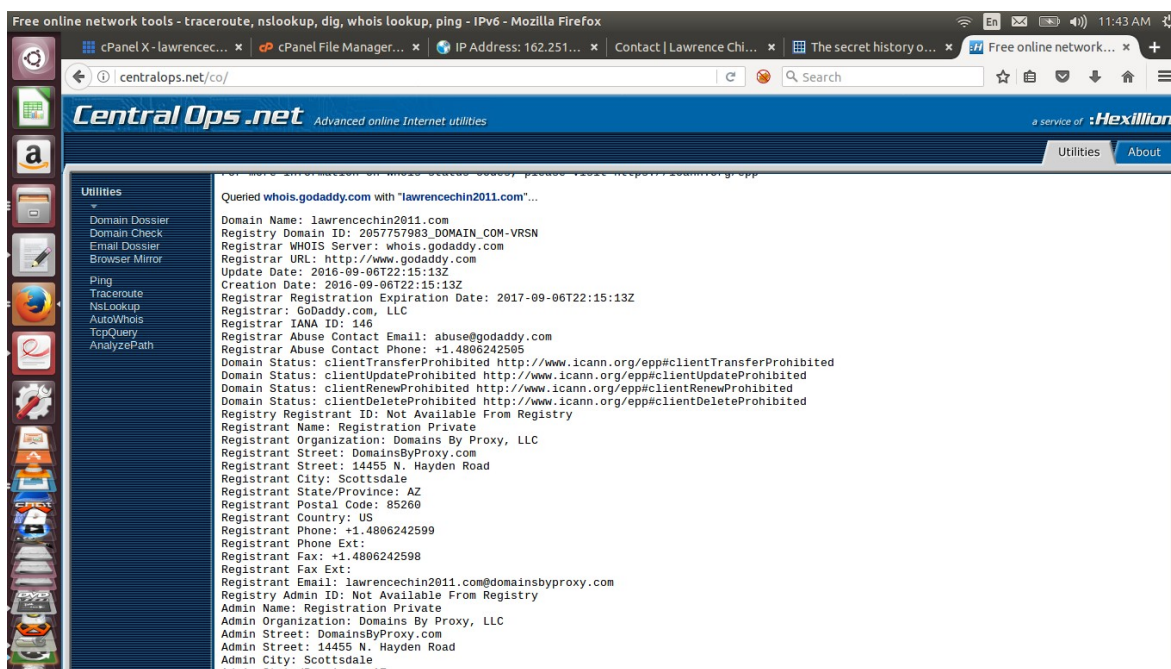 Free online network tools - traceroute, nslookup, dig, whois lookup, ping - IPv6 - Mozilla Firefox
En
11:43 AM
cPanel X - lawrencec...
cPanel File Manager...
IP Address: 162.251...
Contact | Lawrence Chi...
The secret history o...
Free online network...
centralops.net/co/
Search
Central Ops .net Advanced online Internet utilities
a service of :Hexillion
Utilities
About
Utilities
Domain Dossier
Domain Check
Email Dossier
Browser Mirror
Ping
Traceroute
NsLookup
AutoWhois
TcpQuery
AnalyzePath
For more information on Whois status codes, please visit https://icann.org/epp
Queried whois.godaddy.com with "lawrencechin2011.com"...
Domain Name: lawrencechin2011.com
Registry Domain ID: 2057757983_DOMAIN_COM-VRSN
Registrar WHOIS Server: whois.godaddy.com
Registrar URL: http://www.godaddy.com
Update Date: 2016-09-06T22:15:13Z
Creation Date: 2016-09-06T22:15:13Z
Registrar Registration Expiration Date: 2017-09-06T22:15:13Z
Registrar: GoDaddy.com, LLC
Registrar IANA ID: 146
Registrar Abuse Contact Email: abuse@godaddy.com
Registrar Abuse Contact Phone: +1.4806242505
Domain Status: clientTransferProhibited http://www.icann.org/epp#clientTransferProhibited
Domain Status: clientUpdateProhibited http://www.icann.org/epp#clientUpdateProhibited
Domain Status: clientRenewProhibited http://www.icann.org/epp#clientRenewProhibited
Domain Status: clientDeleteProhibited http://www.icann.org/epp#clientDeleteProhibited
Registry Registrant ID: Not Available From Registry
Registrant Name: Registration Private
Registrant Organization: Domains By Proxy, LLC
Registrant Street: DomainsByProxy.com
Registrant Street: 14455 N. Hayden Road
Registrant City: Scottsdale
Registrant State/Province: AZ
Registrant Postal Code: 85260
Registrant Country: US
Registrant Phone: +1.4806242599
Registrant Phone Ext:
Registrant Fax: +1.4806242598
Registrant Fax Ext:
Registrant Email: lawrencechin2011.com@domainsbyproxy.com
Registry Admin ID: Not Available From Registry
Admin Name: Registration Private
Admin Organization: Domains By Proxy, LLC
Admin Street: DomainsByProxy.com
Admin Street: 14455 N. Hayden Road
Admin City: Scottsdale